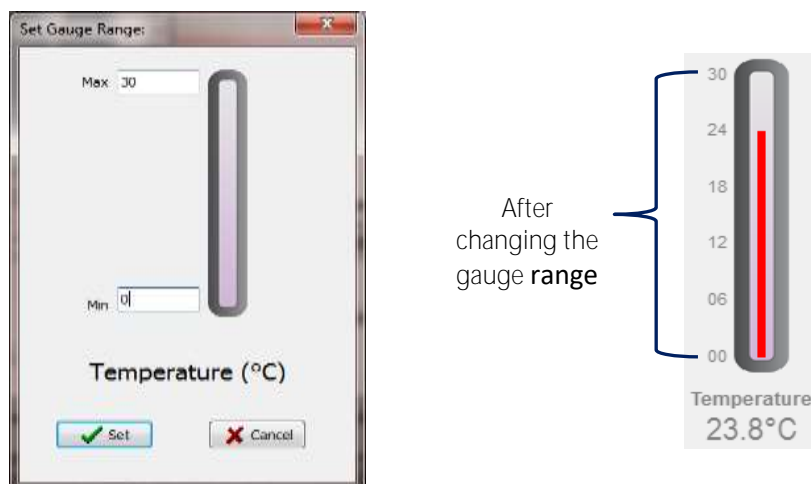 Set Gauge Range:
Max 30
Min 0
Temperature (°C)
Set Cancel
After
changing the
gauge range
30
24
18
12
06
00
Temperature
23.8°C